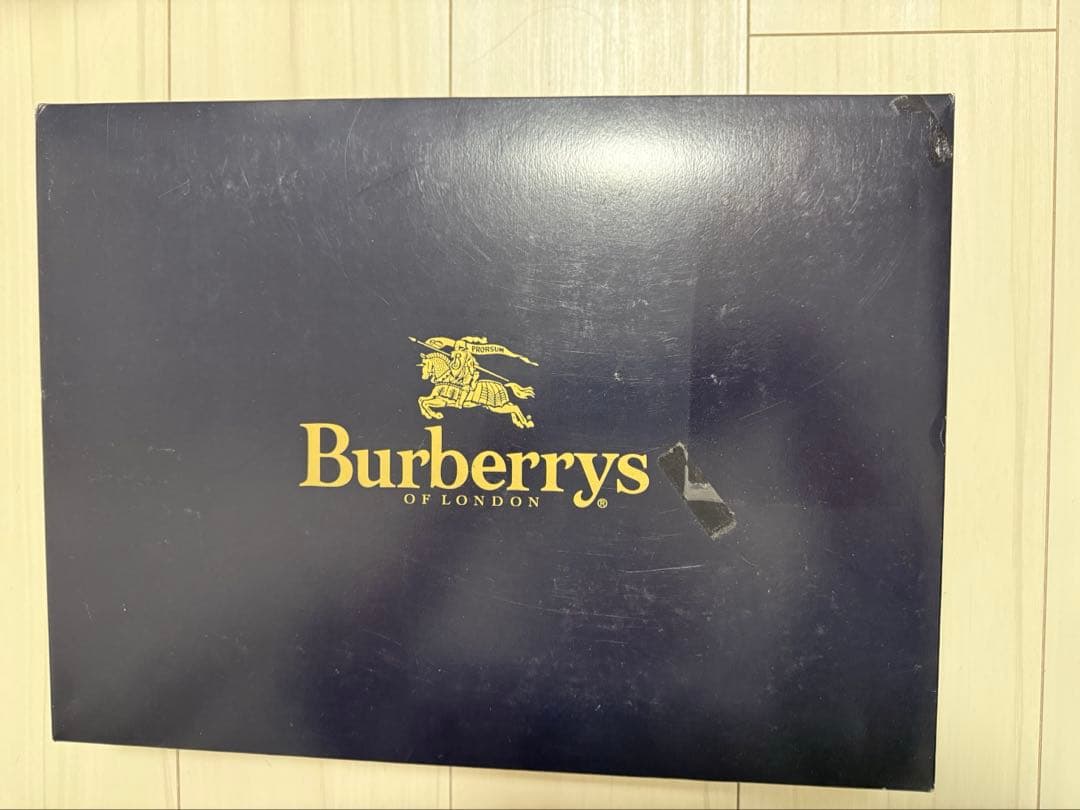 PRORSUM
Burberrys
OF LONDON
®